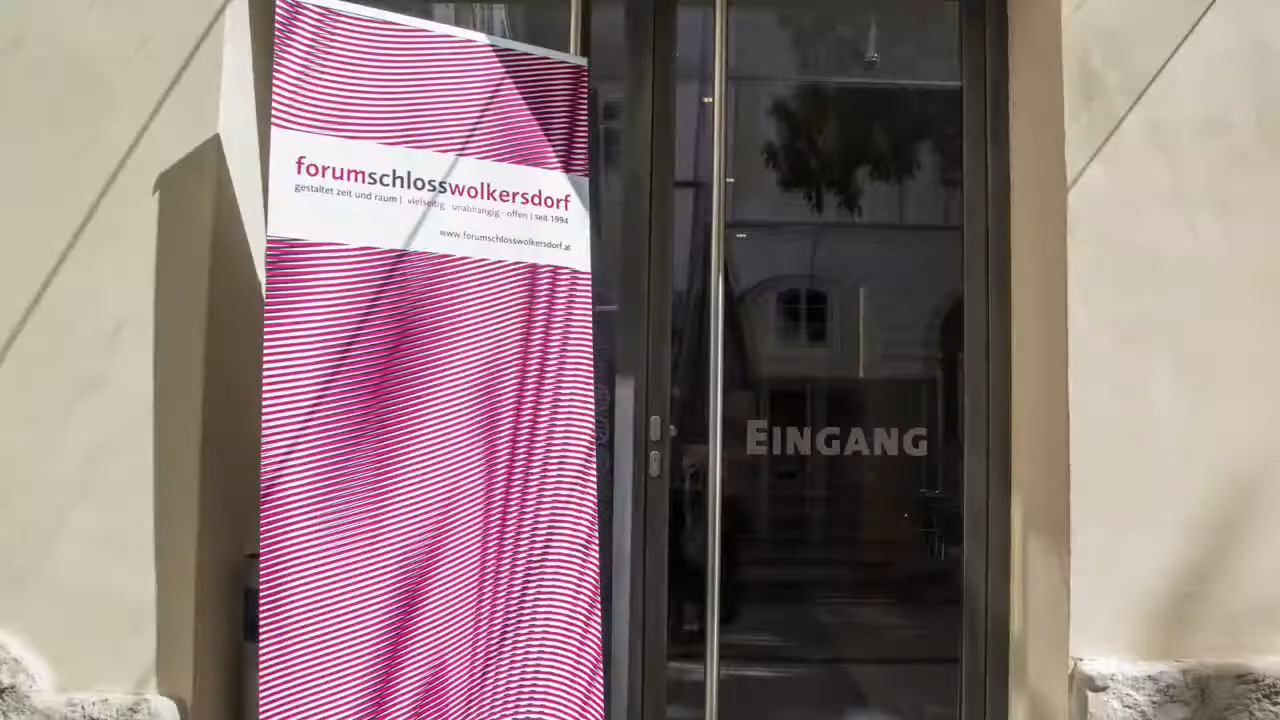 forumschlosswolkersdorf
gestaltet zeit und raum | vielseitig · unabhängig · offen | seit 1994
www.forumschlosswolkersdorf.at
EINGANG